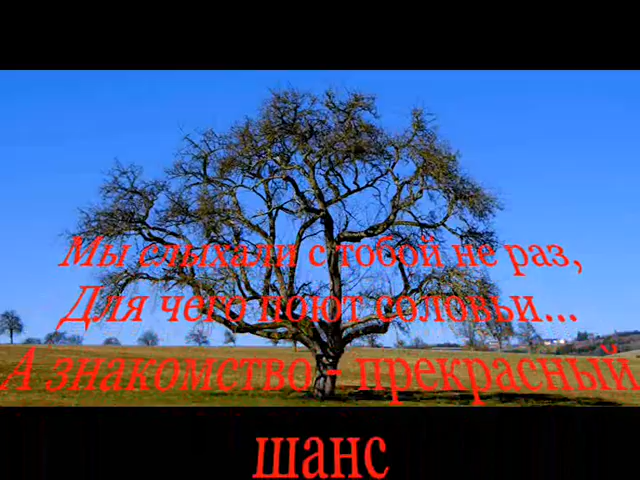 Мы слыхали с тобой не раз,
Для чего поют соловьи...
А знакомство - прекрасный
шанс